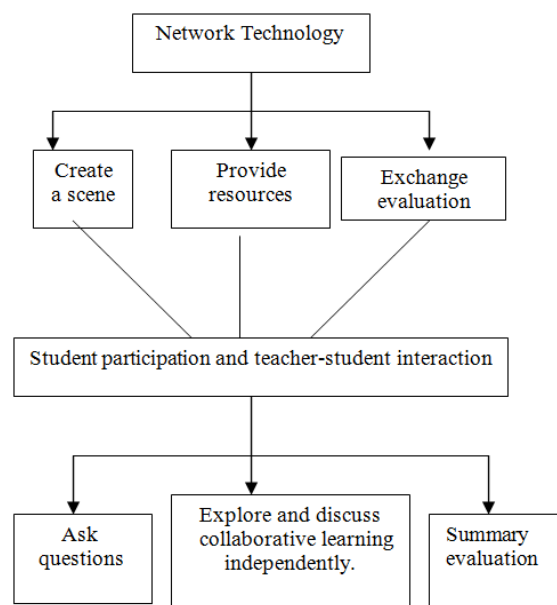 Network Technology
Create
a scene
Provide
resources
Exchange
evaluation
Student participation and teacher-student interaction
Ask
questions
Explore and discuss
collaborative learning
independently.
Summary
evaluation